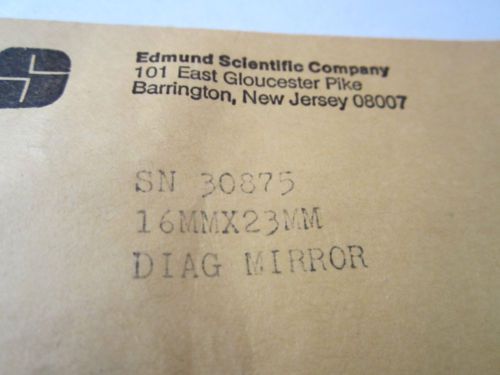 Edmund Scientific Company
101 East Gloucester Pike
Barrington, New Jersey 08007
SN 30875
16MMX23MM
DIAG MIRROR